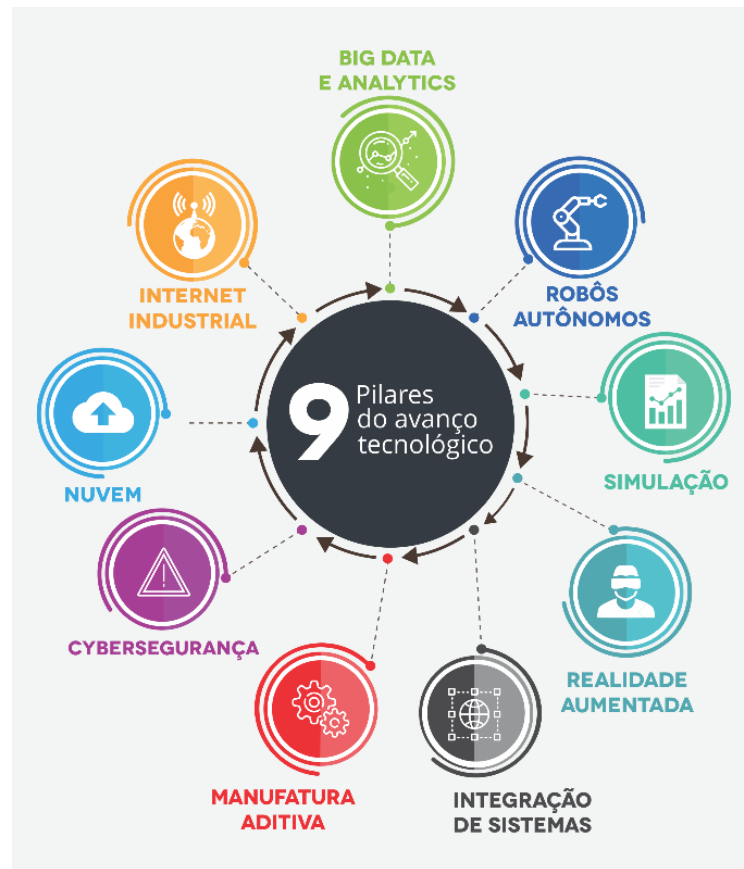 BIG DATA
E ANALYTICS
ROBÔS
AUTÔNOMOS
SIMULAÇÃO
REALIDADE
AUMENTADA
INTEGRAÇÃO
DE SISTEMAS
MANUFATURA
ADITIVA
CYBERSEGURANÇA
NUVEM
INTERNET
INDUSTRIAL
9 Pilares
do avanço
tecnológico